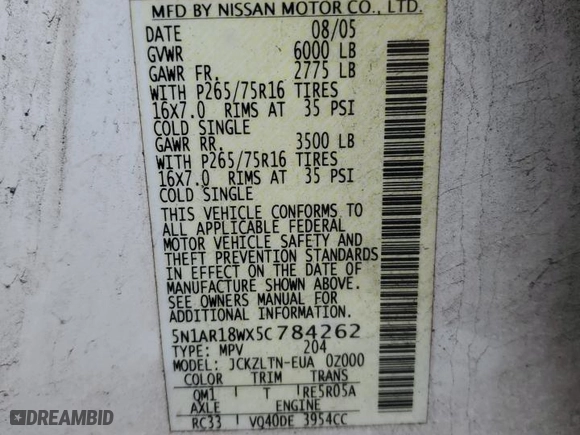 MFD BY NISSAN MOTOR CO., LTD.
DATE 08/05
GVWR 6000 LB
GAWR FR. 2775 LB
WITH P265/75R16 TIRES
16X7.0 RIMS AT 35 PSI
COLD SINGLE
GAWR RR. 3500 LB
WITH P265/75R16 TIRES
16X7.0 RIMS AT 35 PSI
COLD SINGLE
THIS VEHICLE CONFORMS TO
ALL APPLICABLE FEDERAL
MOTOR VEHICLE SAFETY AND
THEFT PREVENTION STANDARDS
IN EFFECT ON THE DATE OF
MANUFACTURE SHOWN ABOVE.
SEE OWNERS MANUAL FOR
ADDITIONAL INFORMATION.
5N1AR18WX5C784262
TYPE: MPV 204
MODEL: JCKZLTN-EUA 0Z000
COLOR TRIM TRANS
QM1 T RE5R05A
AXLE ENGINE
RC33 VQ40DE 3954CC
DID I OVERPAY.COM